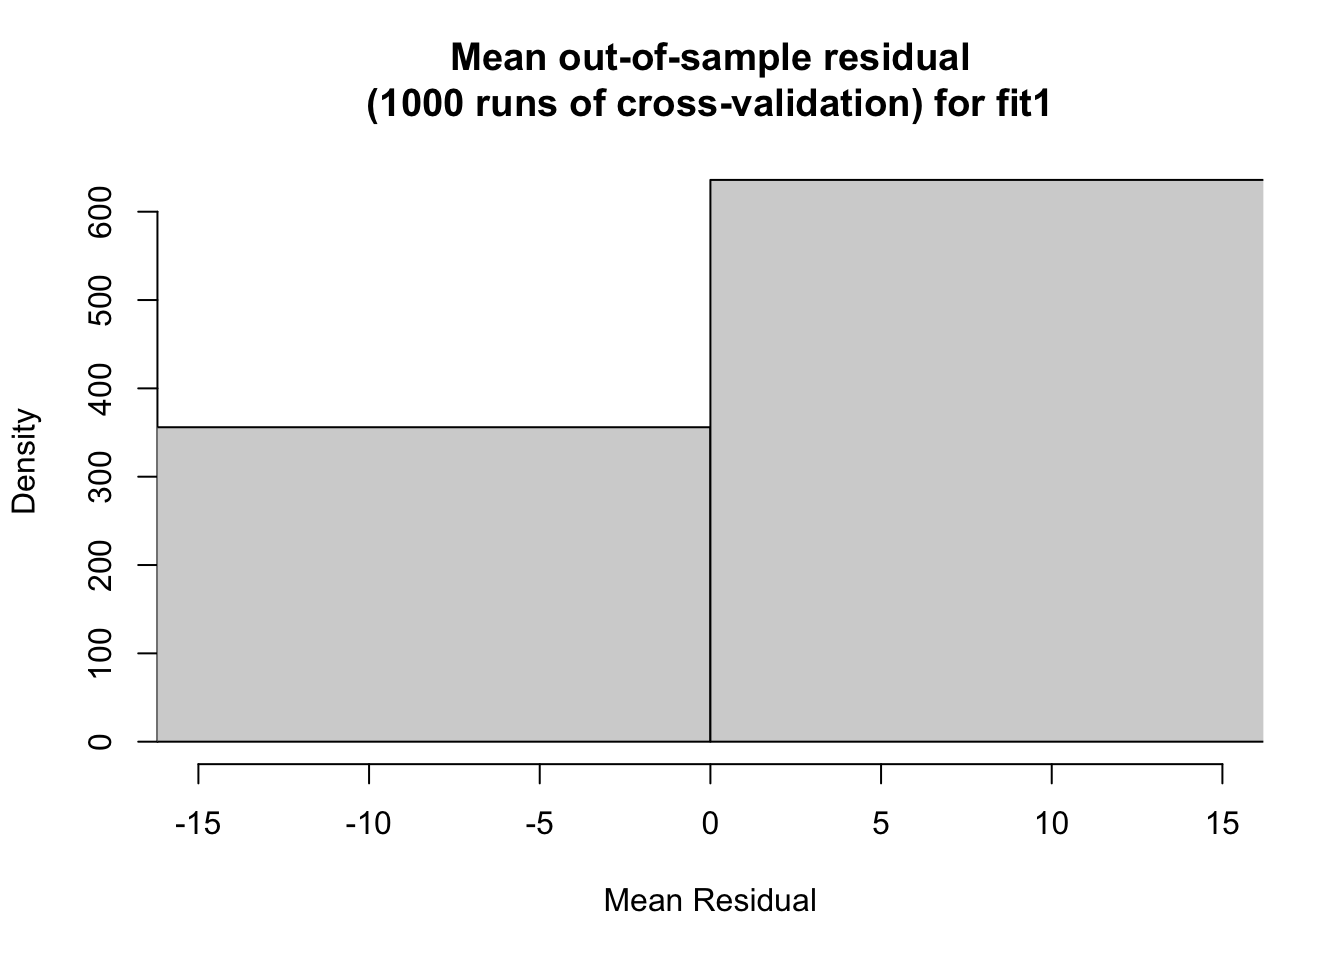 Mean out-of-sample residual
(1000 runs of cross-validation) for fit1
600
500
400
300
200
100
0
Density
-15 -10 -5 0 5 10 15
Mean Residual